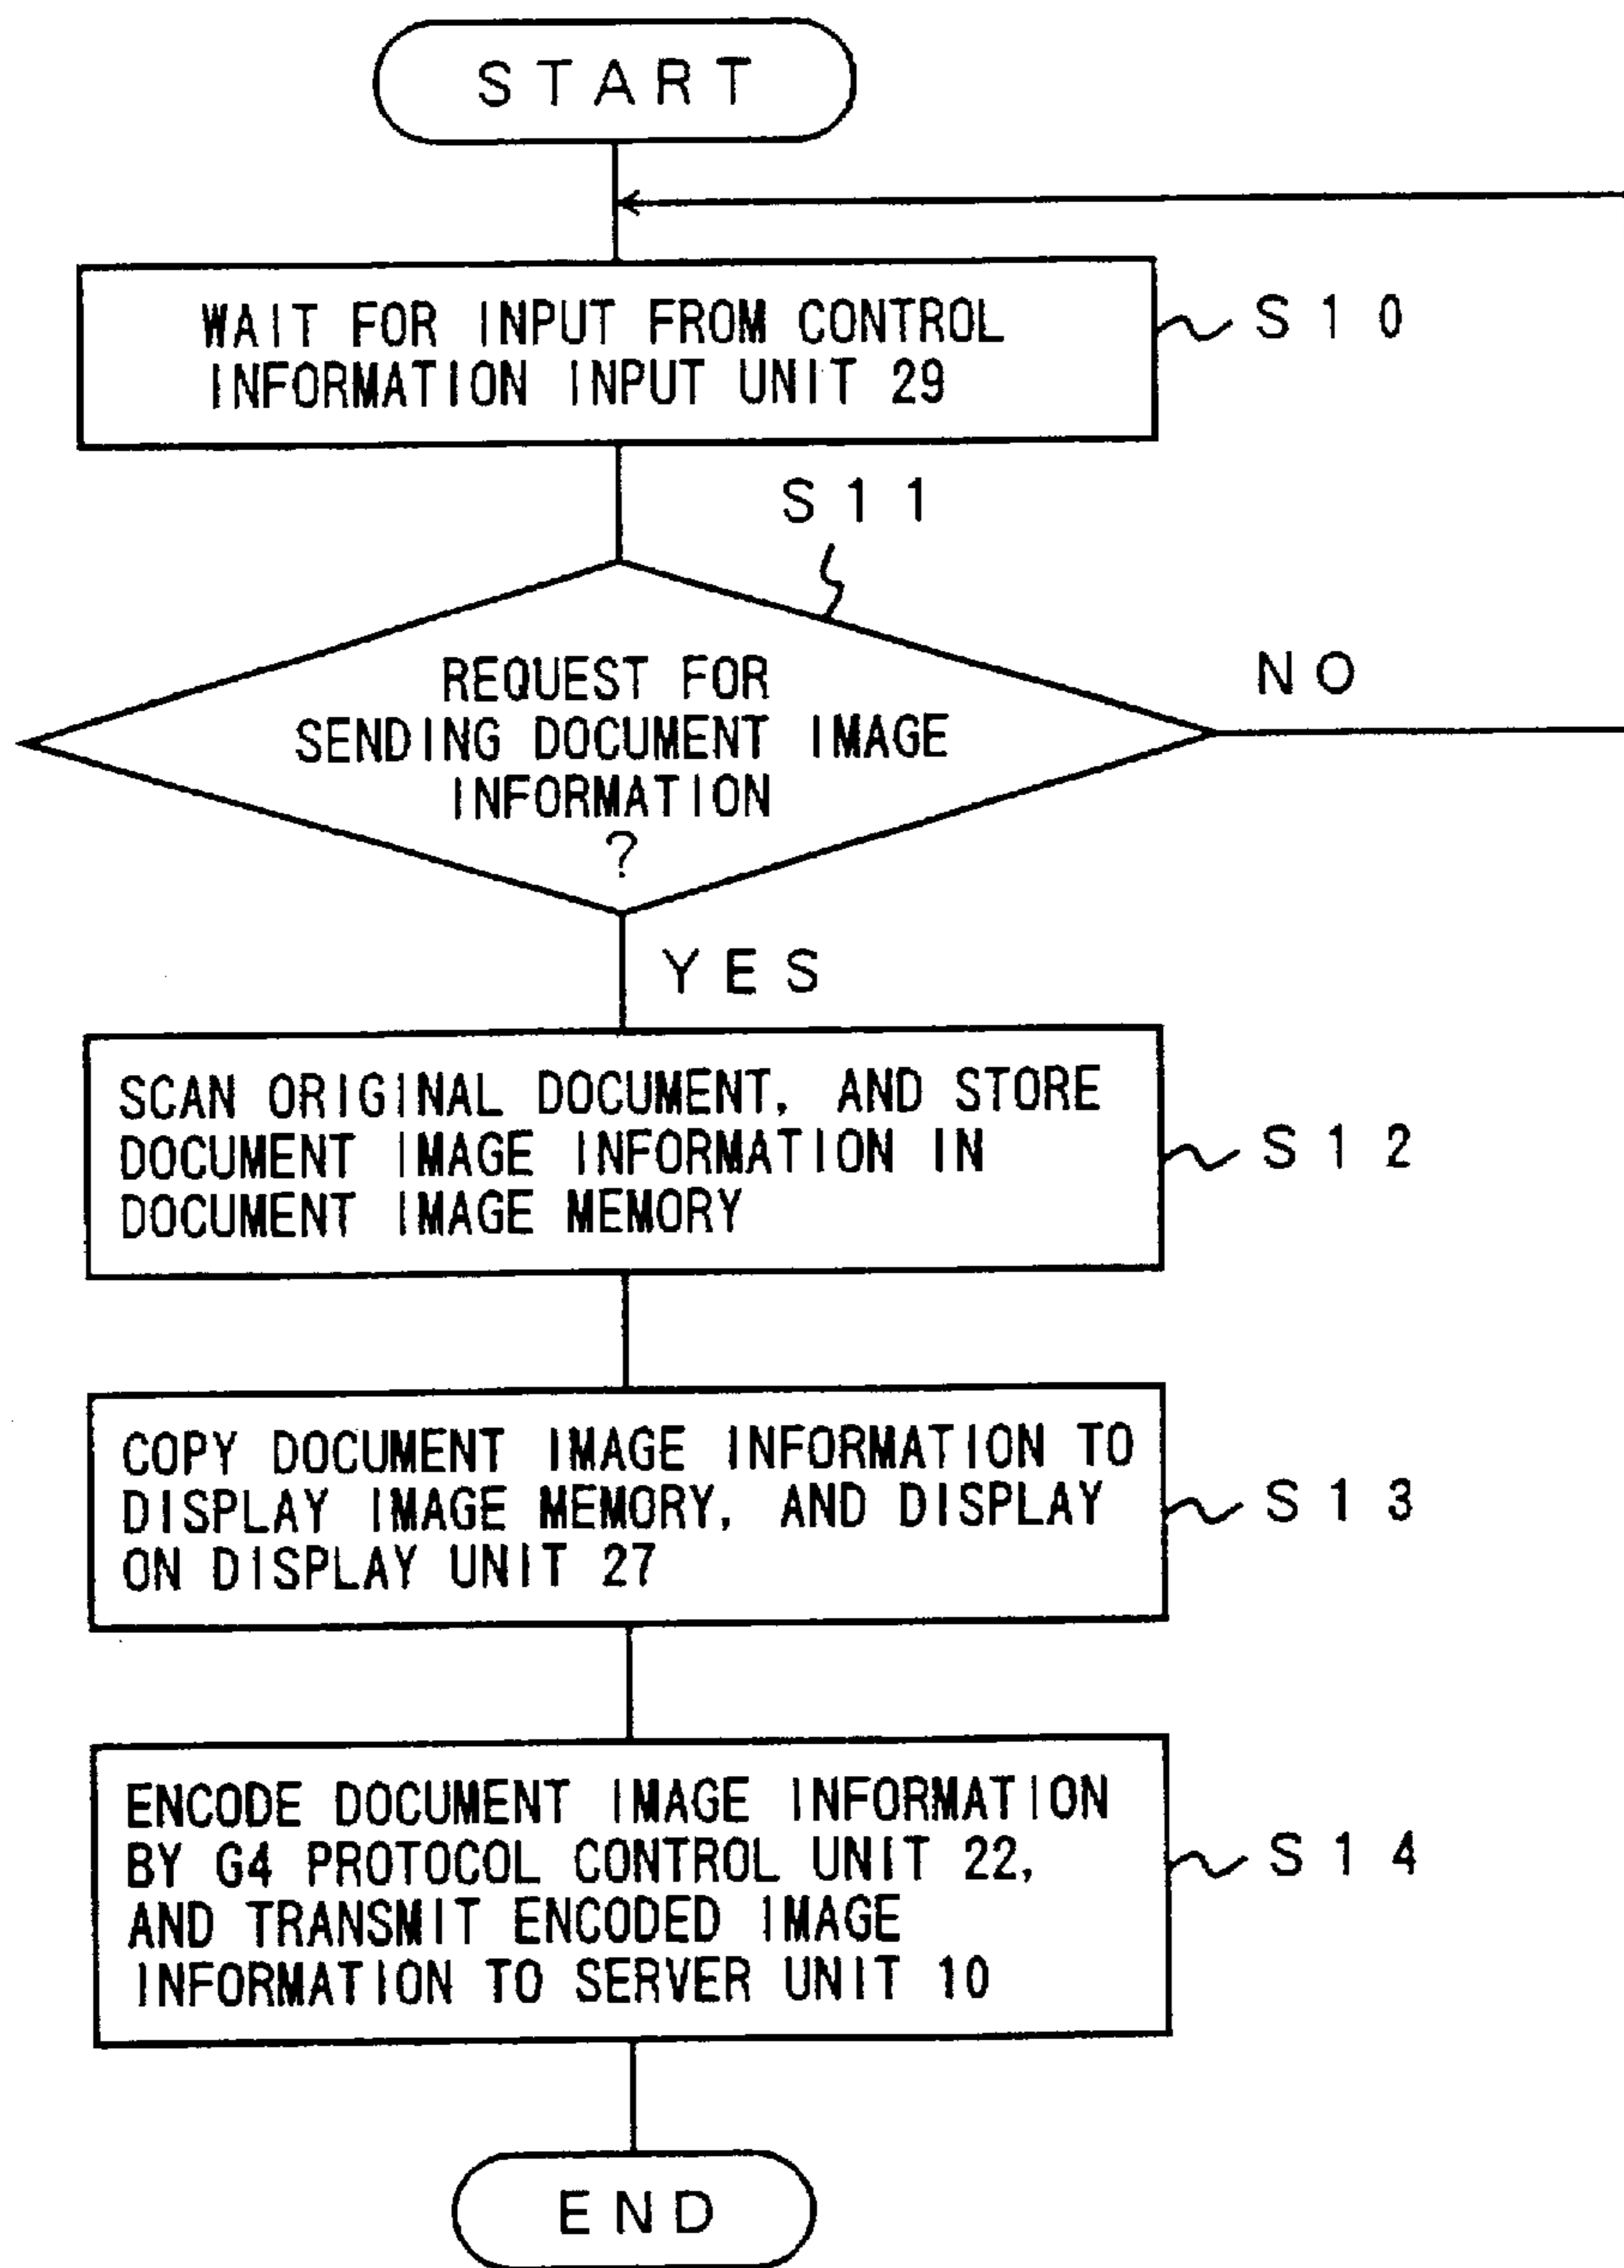 START
WAIT FOR INPUT FROM CONTROL
INFORMATION INPUT UNIT 29
S10
S11
REQUEST FOR
SENDING DOCUMENT IMAGE
INFORMATION
?
NO
YES
SCAN ORIGINAL DOCUMENT, AND STORE
DOCUMENT IMAGE INFORMATION IN
DOCUMENT IMAGE MEMORY
S12
COPY DOCUMENT IMAGE INFORMATION TO
DISPLAY IMAGE MEMORY, AND DISPLAY
ON DISPLAY UNIT 27
S13
ENCODE DOCUMENT IMAGE INFORMATION
BY G4 PROTOCOL CONTROL UNIT 22,
AND TRANSMIT ENCODED IMAGE
INFORMATION TO SERVER UNIT 10
S14
END